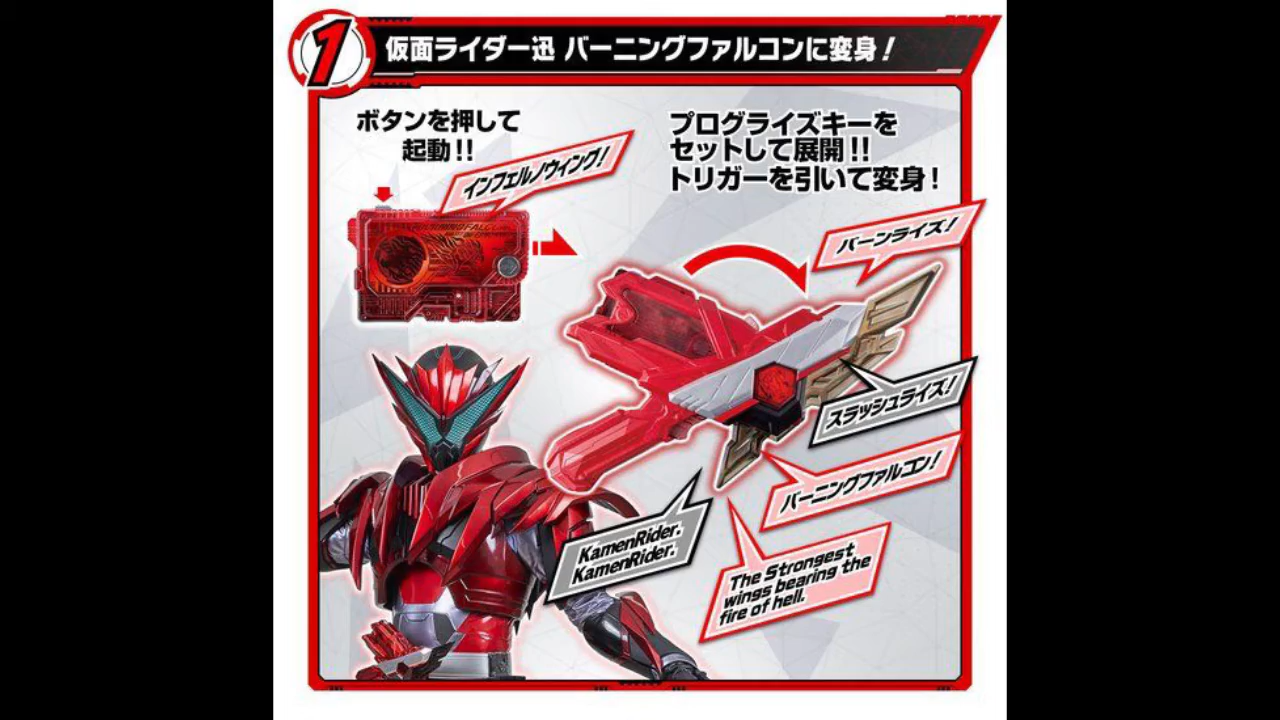 1
仮面ライダー迅 バーニングファルコンに変身!
ボタンを押して
起動!!
インフェルノウィング!
プログライズキーを
セットして展開!!
トリガーを引いて変身!
バーンライズ!
スラッシュライズ!
バーニングファルコン!
KamenRider.
KamenRider.
The Strongest
wings bearing the
fire of hell.